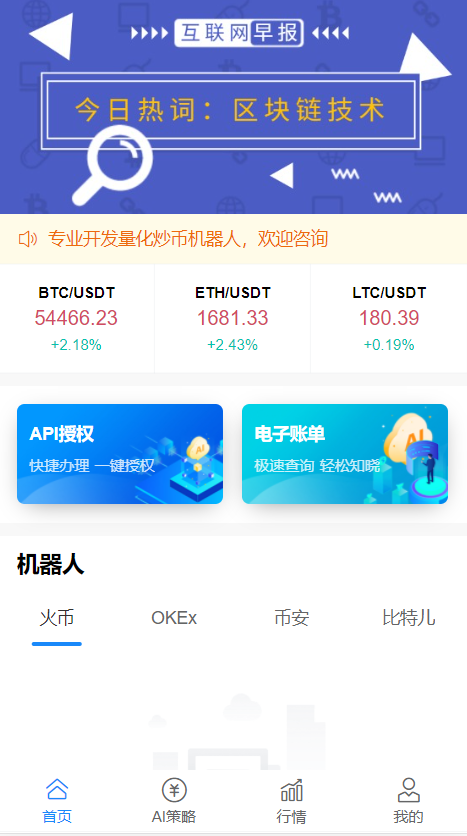 互联网早报
今日热词：区块链技术
专业开发量化炒币机器人，欢迎咨询
BTC/USDT ETH/USDT LTC/USDT
54466.23 1681.33 180.39
+2.18% +2.43% +0.19%
API授权 电子账单
快捷办理 一键授权 极速查询 轻松知晓
机器人
火币 OKEx 币安 比特儿
首页 AI策略 行情 我的